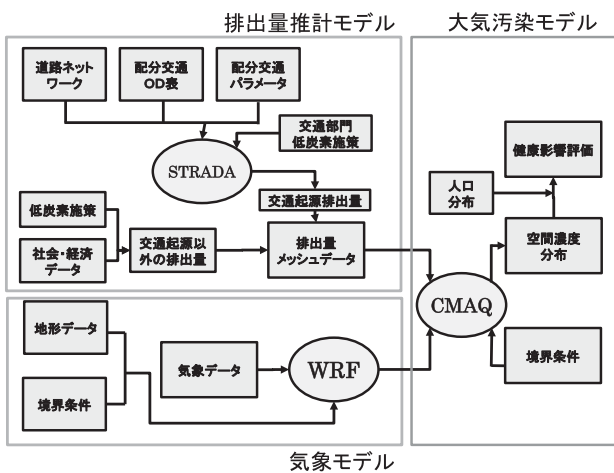 排出量推計モデル
大気汚染モデル
道路ネット
ワーク
配分交通
OD表
配分交通
パラメータ
交通部門
低炭素施策
STRADA
交通起源排出量
低炭素施策
社会・経済
データ
交通起源以
外の排出量
排出量
メッシュデータ
健康影響評価
人口
分布
空間濃度
分布
CMAQ
境界条件
地形データ
境界条件
気象データ
WRF
気象モデル